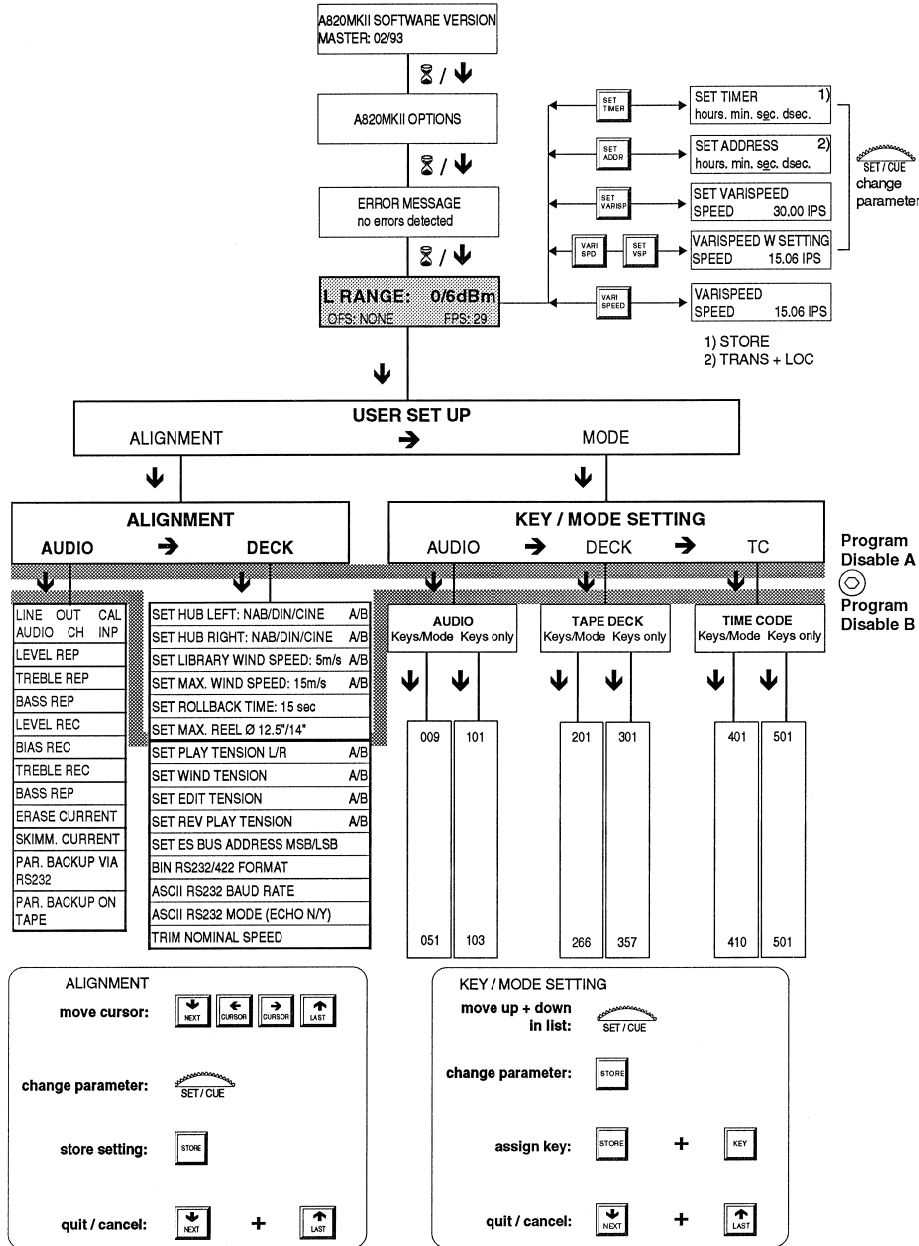 A820MKII SOFTWARE VERSION
MASTER: 02/93
/
A820MKII OPTIONS
/
ERROR MESSAGE
no errors detected
/
L RANGE: 0/6dBm
OFS: NONE FPS: 29
SET TIMER
SET TIMER 1)
hours. min. sec. dsec.
SET ADDR
SET ADDRESS 2)
hours. min. sec. dsec.
SET VARISP
SET VARISPEED
SPEED 30.00 IPS
VARI SPD
SET VSP
VARISPEED W SETTING
SPEED 15.06 IPS
VARI SPEED
VARISPEED
SPEED 15.06 IPS
SET / CUE
change
parameter
1) STORE
2) TRANS + LOC
USER SET UP
ALIGNMENT MODE
ALIGNMENT
AUDIO DECK
KEY / MODE SETTING
AUDIO DECK TC
Program
Disable A
Program
Disable B
LINE OUT CAL
AUDIO CH INP
LEVEL REP
TREBLE REP
BASS REP
LEVEL REC
BIAS REC
TREBLE REC
BASS REP
ERASE CURRENT
SKIMM. CURRENT
PAR. BACKUP VIA
RS232
PAR. BACKUP ON
TAPE
SET HUB LEFT: NAB/DIN/CINE A/B
SET HUB RIGHT: NAB/DIN/CINE A/B
SET LIBRARY WIND SPEED: 5m/s A/B
SET MAX. WIND SPEED: 15m/s A/B
SET ROLLBACK TIME: 15 sec
SET MAX. REEL Ø 12.5"/14"
SET PLAY TENSION L/R A/B
SET WIND TENSION A/B
SET EDIT TENSION A/B
SET REV PLAY TENSION A/B
SET ES BUS ADDRESS MSB/LSB
BIN RS232/422 FORMAT
ASCII RS232 BAUD RATE
ASCII RS232 MODE (ECHO N/Y)
TRIM NOMINAL SPEED
AUDIO
Keys/Mode Keys only
009 101
051 103
TAPE DECK
Keys/Mode Keys only
201 301
266 357
TIME CODE
Keys/Mode Keys only
401 501
410 501
ALIGNMENT
move cursor:
NEXT CURSOR CURSOR LAST
change parameter:
SET / CUE
store setting:
STORE
quit / cancel:
NEXT + LAST
KEY / MODE SETTING
move up + down
in list:
SET / CUE
change parameter:
STORE
assign key:
STORE + KEY
quit / cancel:
NEXT + LAST